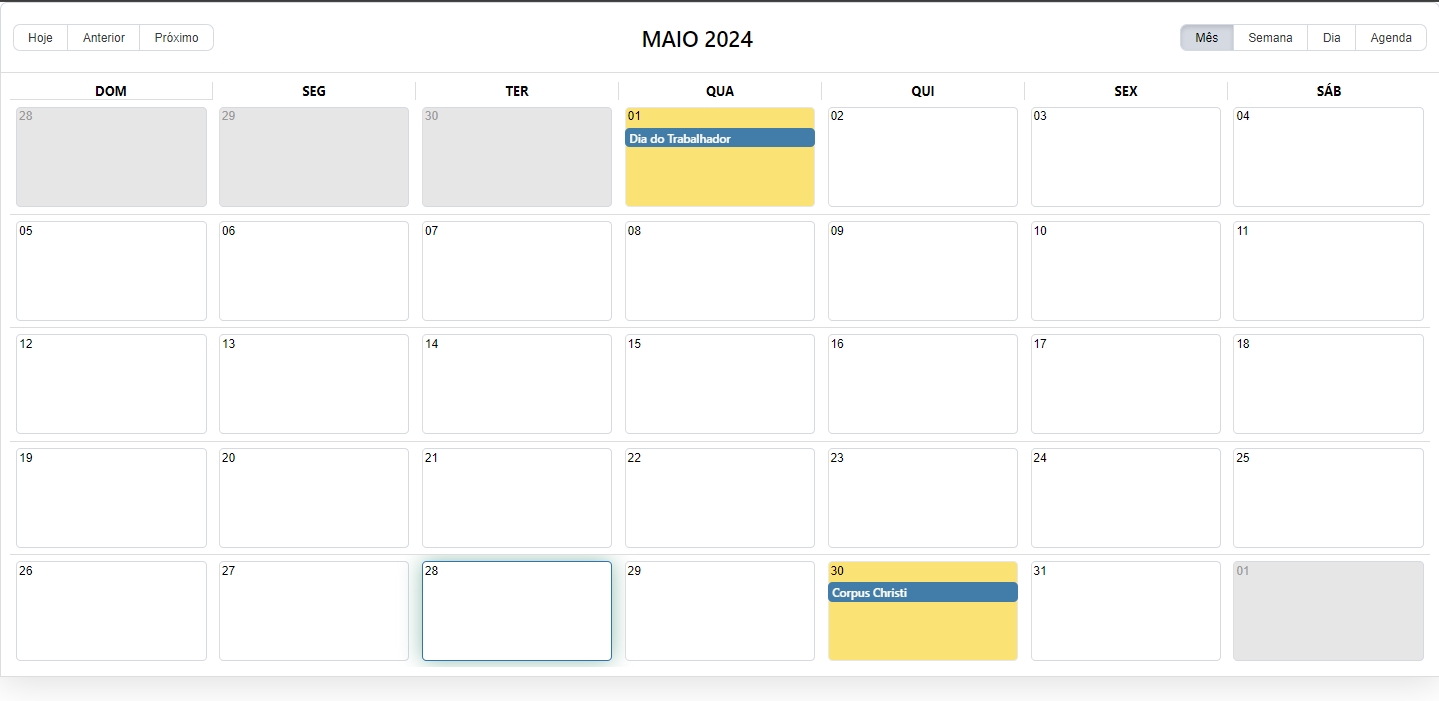 Hoje Anterior Próximo MAIO 2024 Mês Semana Dia Agenda
DOM SEG TER QUA QUI SEX SÁB
28 29 30 01 02 03 04
Dia do Trabalhador
05 06 07 08 09 10 11
12 13 14 15 16 17 18
19 20 21 22 23 24 25
26 27 28 29 30 31 01
Corpus Christi